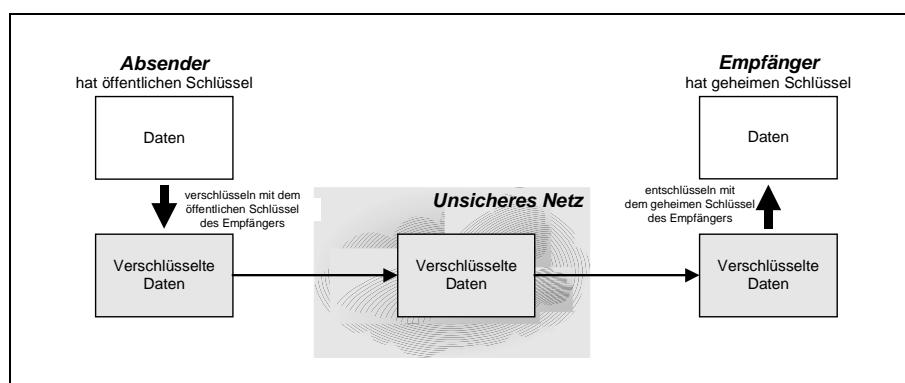 Absender
hat öffentlichen Schlüssel
Daten
verschlüsseln mit dem
öffentlichen Schlüssel
des Empfängers
Verschlüsselte
Daten
Unsicheres Netz
Verschlüsselte
Daten
Empfänger
hat geheimen Schlüssel
Daten
entschlüsseln mit
dem geheimen Schlüssel
des Empfängers
Verschlüsselte
Daten